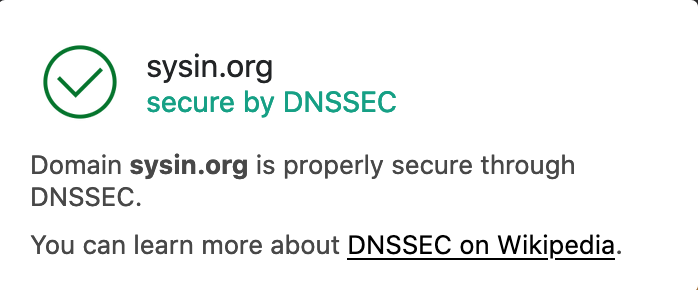 sysin.org
secure by DNSSEC
Domain sysin.org is properly secure through
DNSSEC.
You can learn more about DNSSEC on Wikipedia.